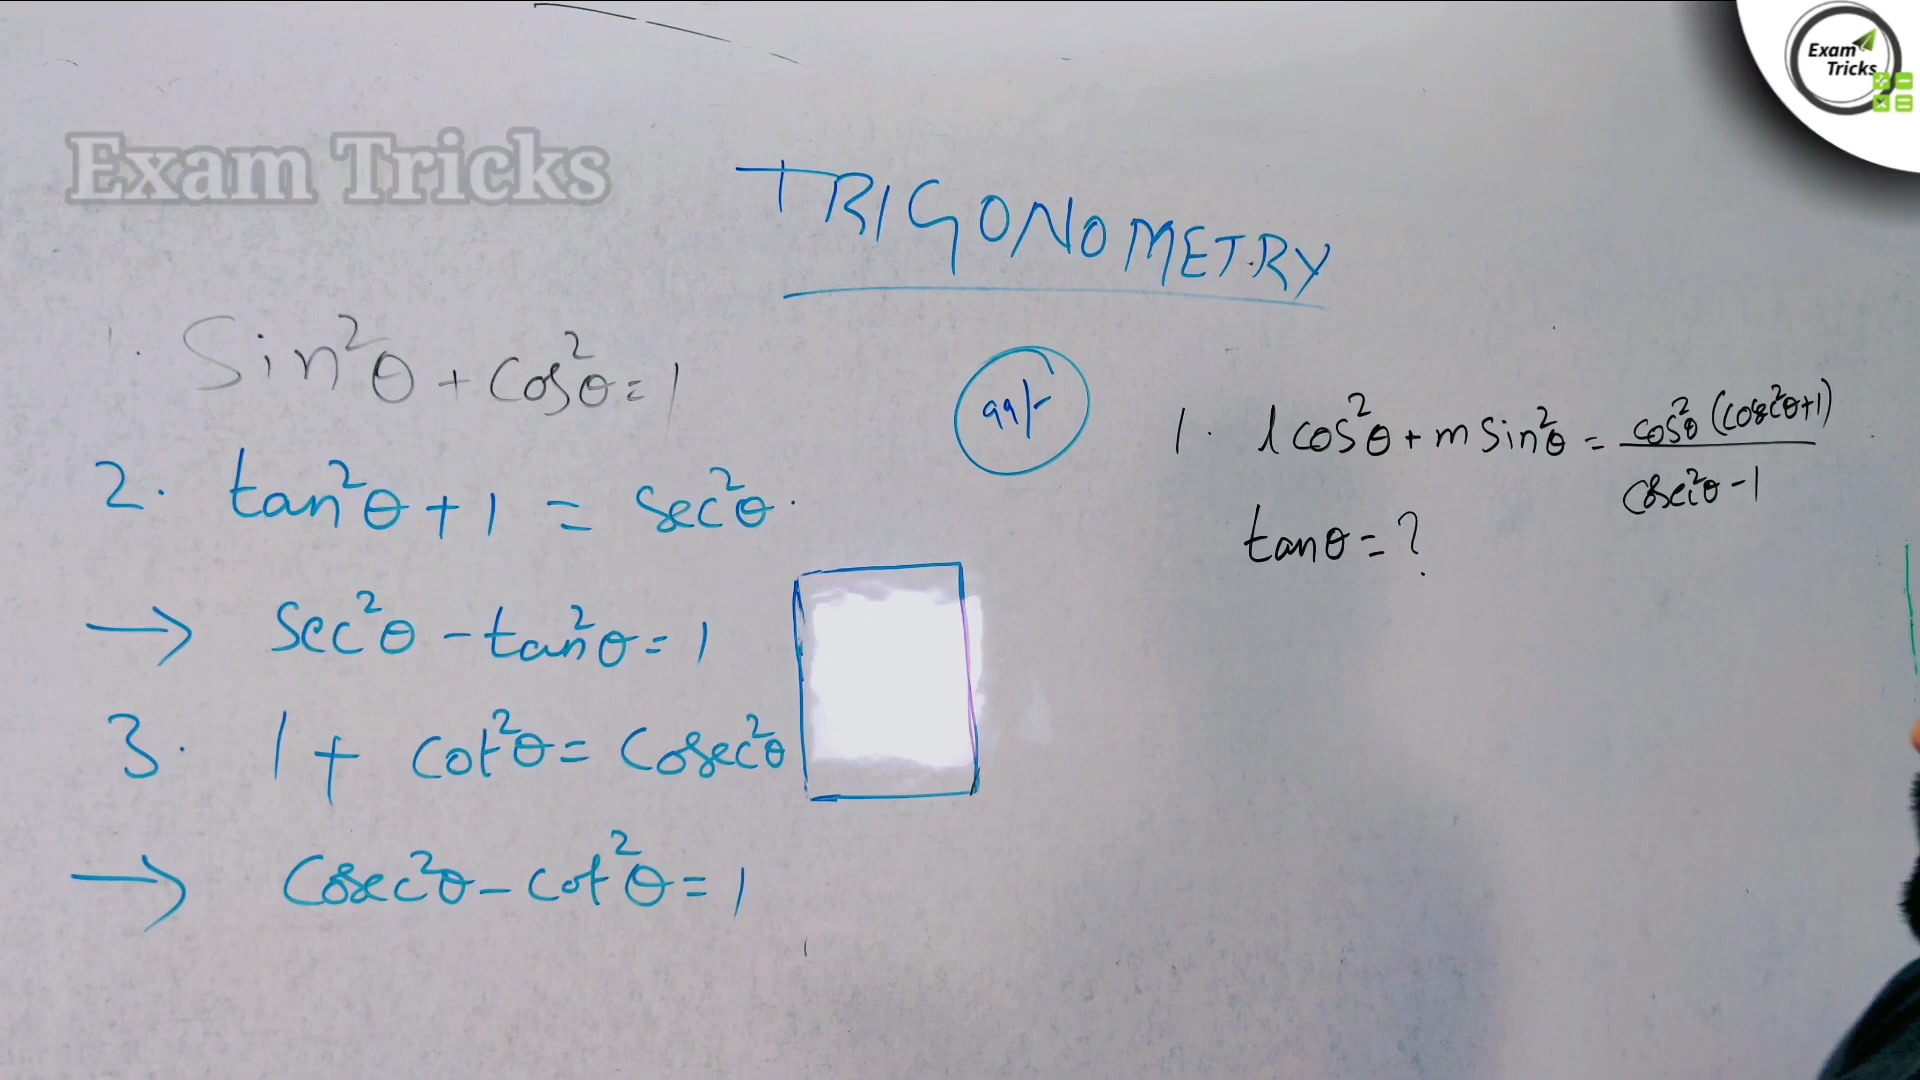 Exam
Tricks
Exam Tricks
TRIGONOMETRY
1. Sin²θ + cos²θ = 1
2. tan²θ + 1 = sec²θ.
→ Sec²θ - tan²θ = 1
3. 1 + cot²θ = Cosec²θ
→ Cosec²θ - cot²θ = 1
99/-
1. l cos²θ + m Sin²θ = cos²θ (cosec²θ+1) / cosec²θ - 1
tanθ = ?